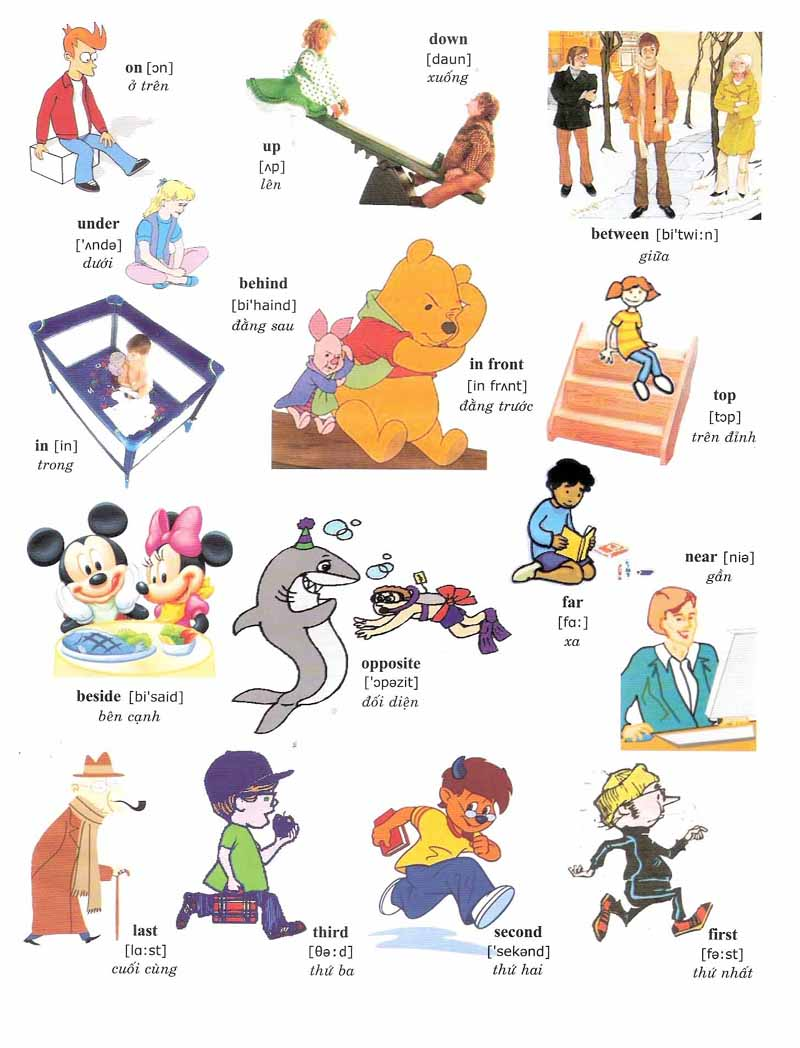 on [ɔn]
ở trên
down
[daun]
xuống
up
[ʌp]
lên
between [bi'twi:n]
giữa
under
['ʌndə]
dưới
behind
[bi'haind]
đằng sau
in front
[in frʌnt]
đằng trước
top
[tɔp]
trên đỉnh
in [in]
trong
near [niə]
gần
far
[fɑ:]
xa
opposite
['ɔpəzit]
đối diện
beside [bi'said]
bên cạnh
last
[lɑ:st]
cuối cùng
third
[θə:d]
thứ ba
second
['sekənd]
thứ hai
first
[fə:st]
thứ nhất